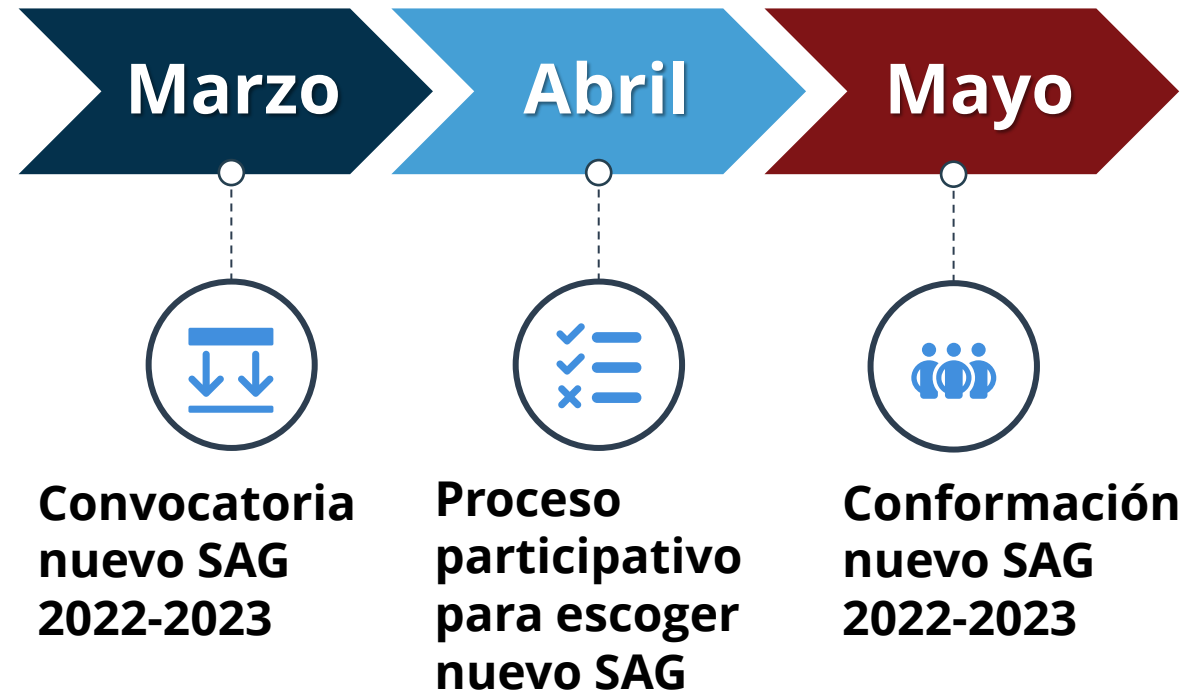 Marzo
Abril
Mayo
Convocatoria
nuevo SAG
2022-2023
Proceso
participativo
para escoger
nuevo SAG
Conformación
nuevo SAG
2022-2023